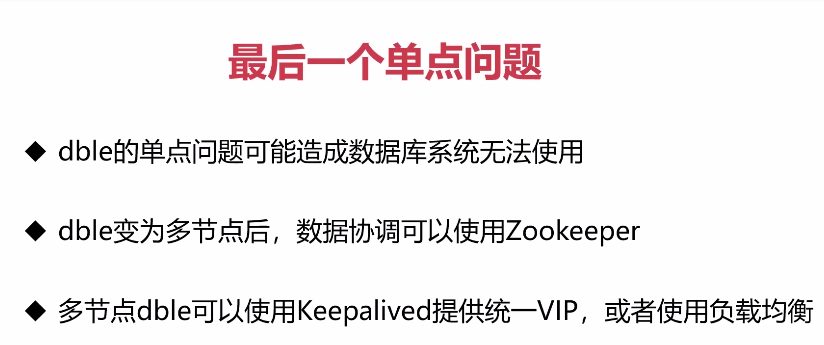 最后一个单点问题
◆ dble的单点问题可能造成数据库系统无法使用
◆ dble变为多节点后，数据协调可以使用Zookeeper
◆ 多节点dble可以使用Keepalived提供统一VIP，或者使用负载均衡